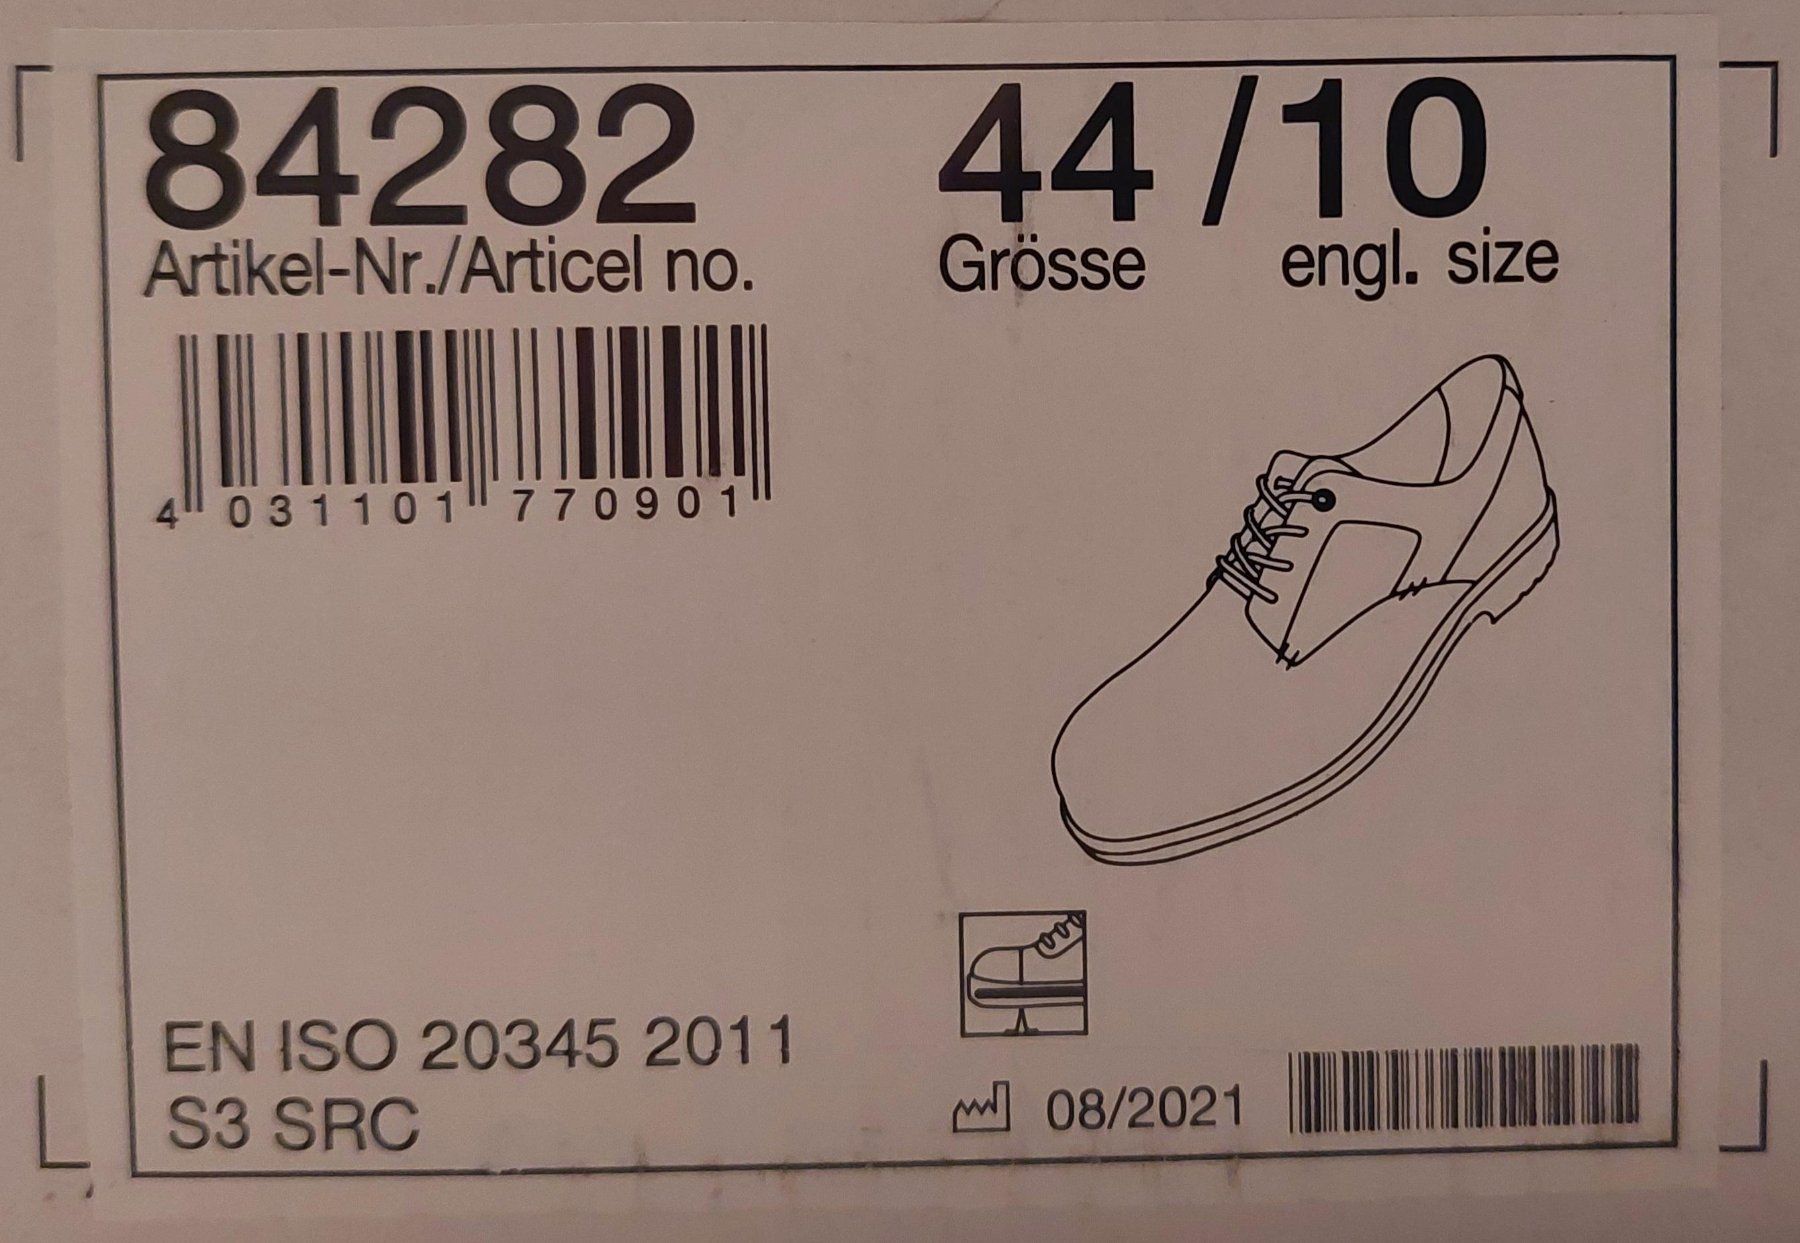 84282
44 / 10
Artikel-Nr./Articel no.
Grösse
engl. size
4 031101 770901
EN ISO 20345 2011
S3 SRC
08/2021